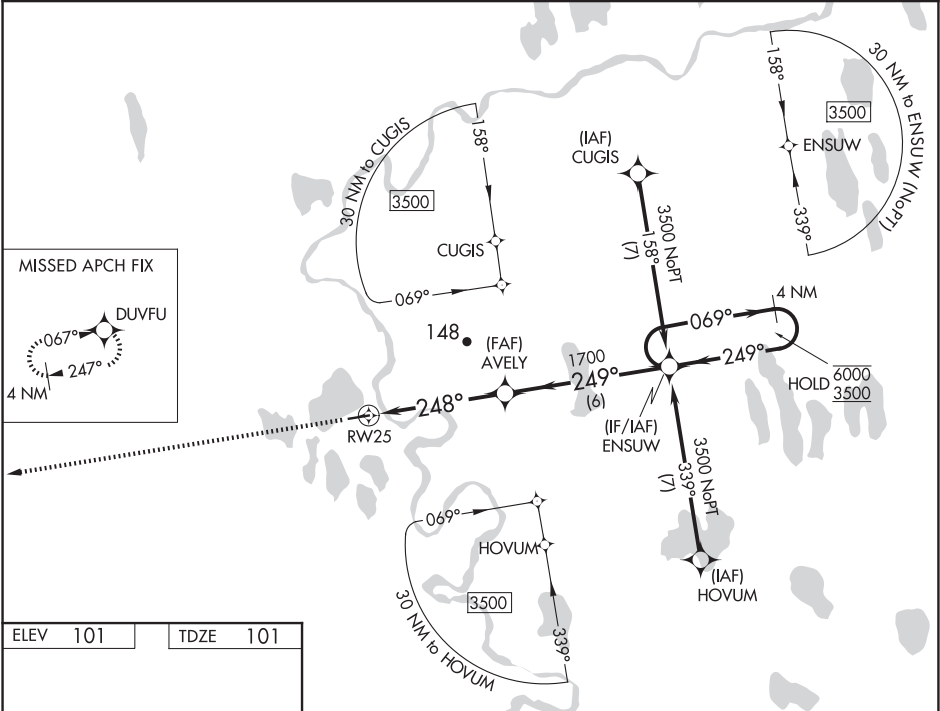 30 NM to ENSUW (NoPT)
158°
3500
ENSUW
339°
30 NM to CUGIS
158°
3500
CUGIS
069°
(IAF)
CUGIS
3500 NoPT
158°
(7)
MISSED APCH FIX
DUVFU
067°
247°
4 NM
148
(FAF)
AVELY
1700
249°
(6)
069°
4 NM
249°
HOLD 6000
3500
(IF/IAF)
ENSUW
248°
RW25
3500 NoPT
339°
(7)
(IAF)
HOVUM
069°
HOVUM
3500
339°
30 NM to HOVUM
ELEV 101
TDZE 101